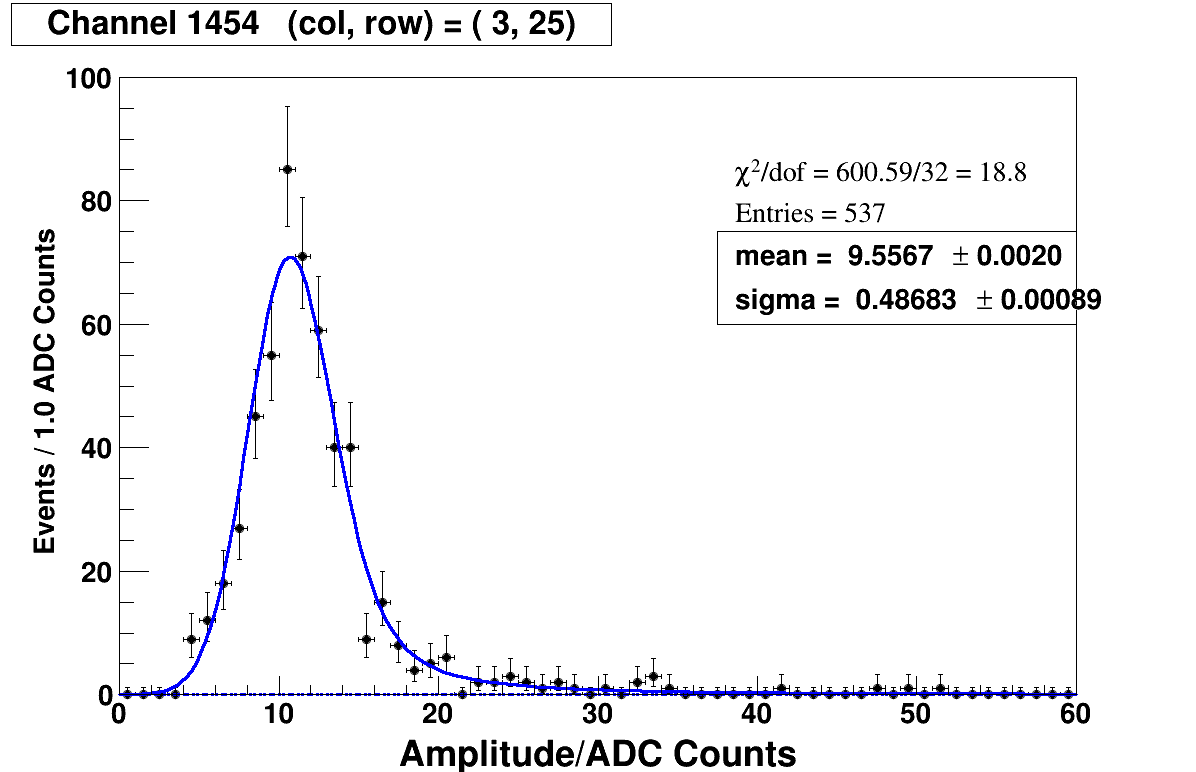 Channel 1454 (col, row) = ( 3, 25)
χ²/dof = 600.59/32 = 18.8
Entries = 537
mean = 9.5567 ± 0.0020
sigma = 0.48683 ± 0.00089
Events / 1.0 ADC Counts
100
80
60
40
20
0
0 10 20 30 40 50 60
Amplitude/ADC Counts